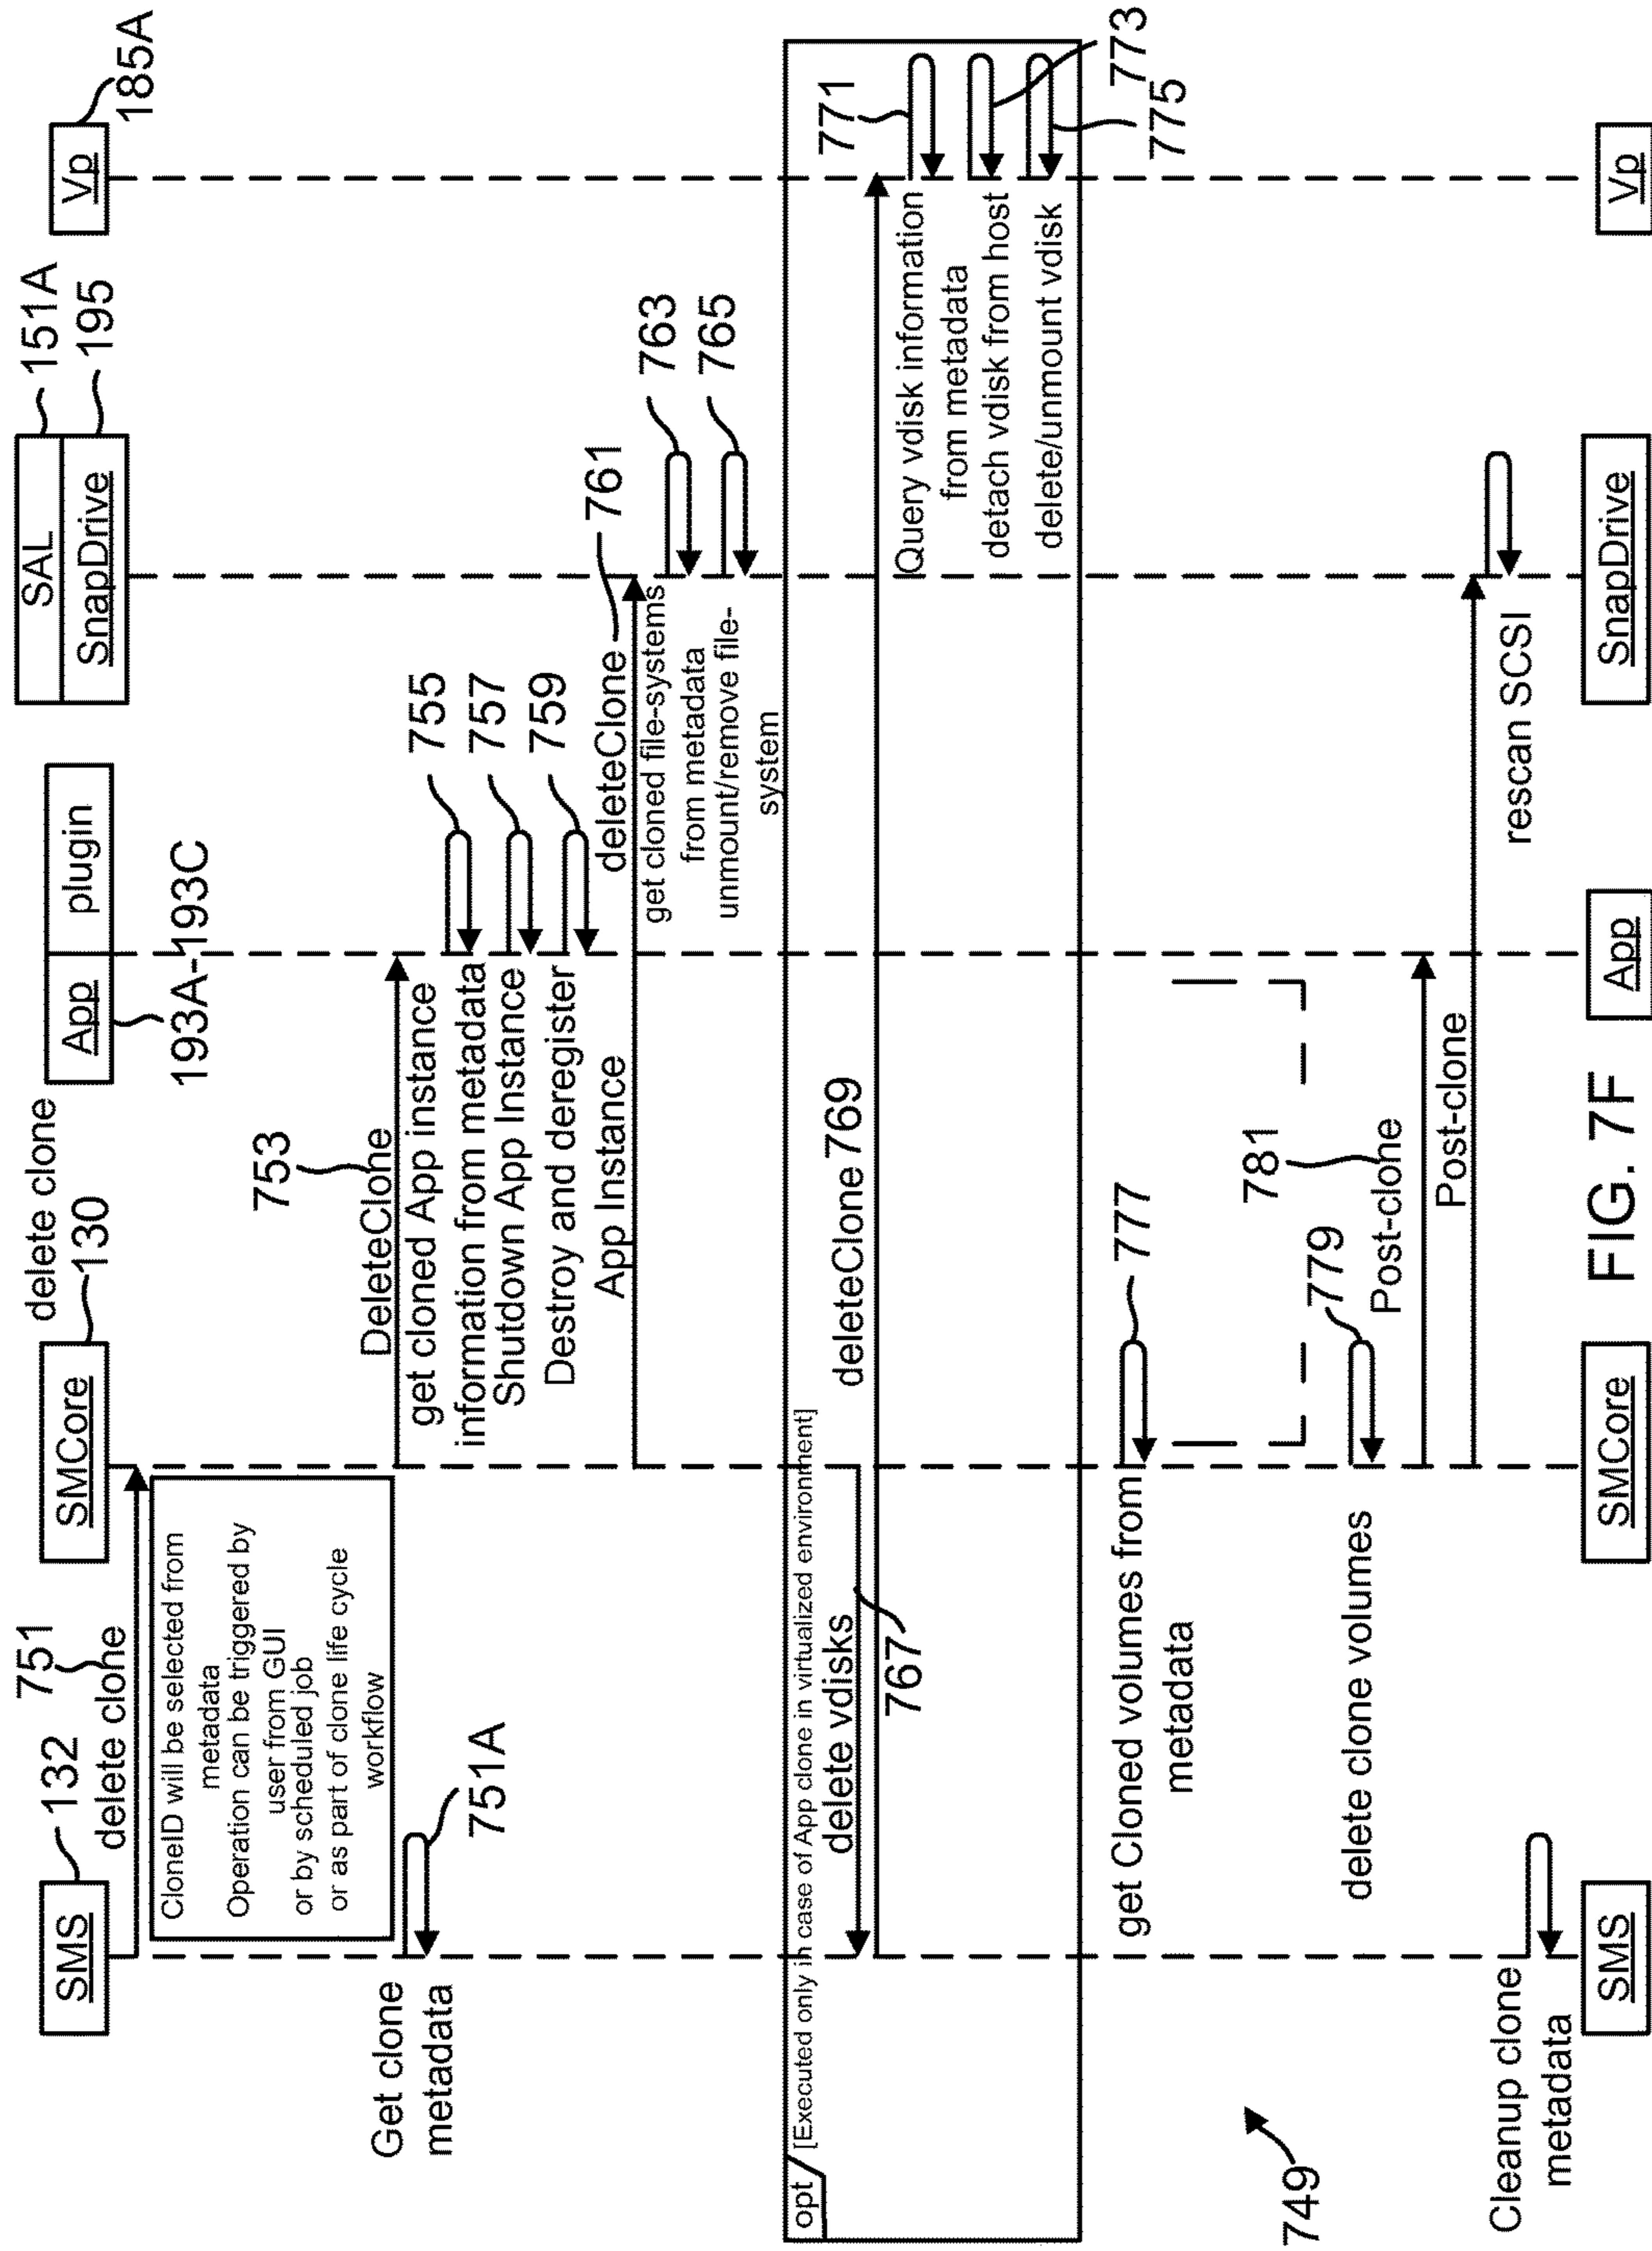 delete clone
SMS
132
SMCore
130
App
plugin
193A-193C
SAL
SnapDrive
151A
195
Vp
185A
751
delete clone
CloneID will be selected from
metadata
Operation can be triggered by
user from GUI
or by scheduled job
or as part of clone life cycle
workflow
Get clone
metadata
751A
753
DeleteClone
get cloned App instance
information from metadata
Shutdown App Instance
Destroy and deregister
App Instance
755
757
759
deleteClone
761
get cloned file-systems
from metadata
unmount/remove file-
system
763
765
opt
[Executed only in case of App clone in virtualized environment]
delete vdisks
767
deleteClone 769
Query vdisk information
from metadata
detach vdisk from host
delete/unmount vdisk
771
773
775
get Cloned volumes from
metadata
777
delete clone volumes
779
781
Post-clone
Post-clone
rescan SCSI
Cleanup clone
metadata
749
SMS
SMCore
App
SnapDrive
Vp
FIG. 7F